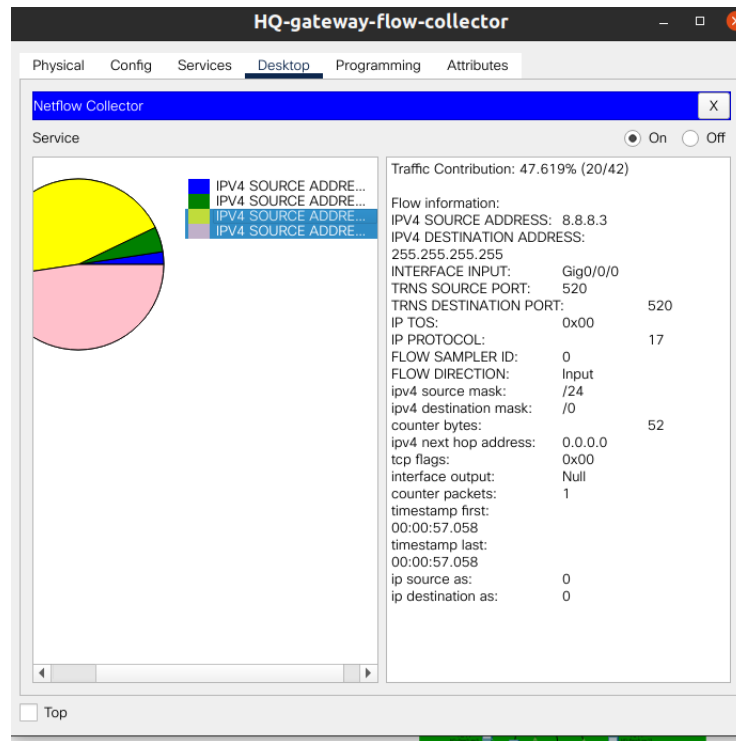 HQ-gateway-flow-collector
Physical Config Services Desktop Programming Attributes
Netflow Collector X
Service On Off
IPV4 SOURCE ADDRE...
IPV4 SOURCE ADDRE...
IPV4 SOURCE ADDRE...
IPV4 SOURCE ADDRE...
Traffic Contribution: 47.619% (20/42)
Flow information:
IPV4 SOURCE ADDRESS: 8.8.8.3
IPV4 DESTINATION ADDRESS:
255.255.255.255
INTERFACE INPUT: Gig0/0/0
TRNS SOURCE PORT: 520
TRNS DESTINATION PORT: 520
IP TOS: 0x00
IP PROTOCOL: 17
FLOW SAMPLER ID: 0
FLOW DIRECTION: Input
ipv4 source mask: /24
ipv4 destination mask: /0
counter bytes: 52
ipv4 next hop address: 0.0.0.0
tcp flags: 0x00
interface output: Null
counter packets: 1
timestamp first:
00:00:57.058
timestamp last:
00:00:57.058
ip source as: 0
ip destination as: 0
Top